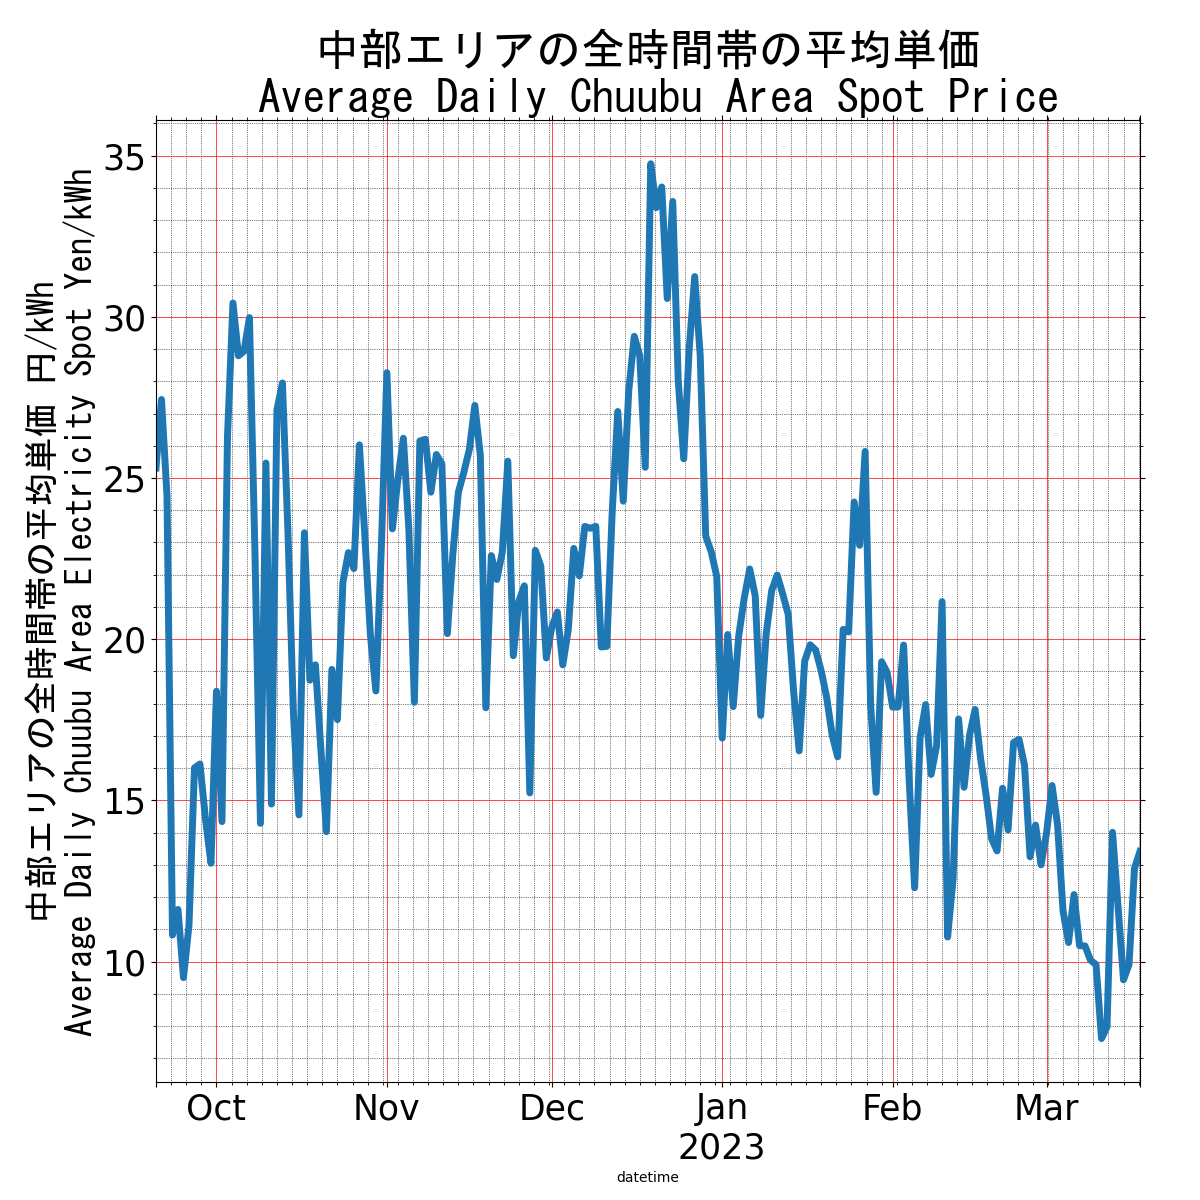 中部エリアの全時間帯の平均単価
Average Daily Chuubu Area Spot Price
中部エリアの全時間帯の平均単価 円/kWh
Average Daily Chuubu Area Electricity Spot Yen/kWh
35
30
25
20
15
10
Oct Nov Dec Jan Feb Mar
2023
datetime